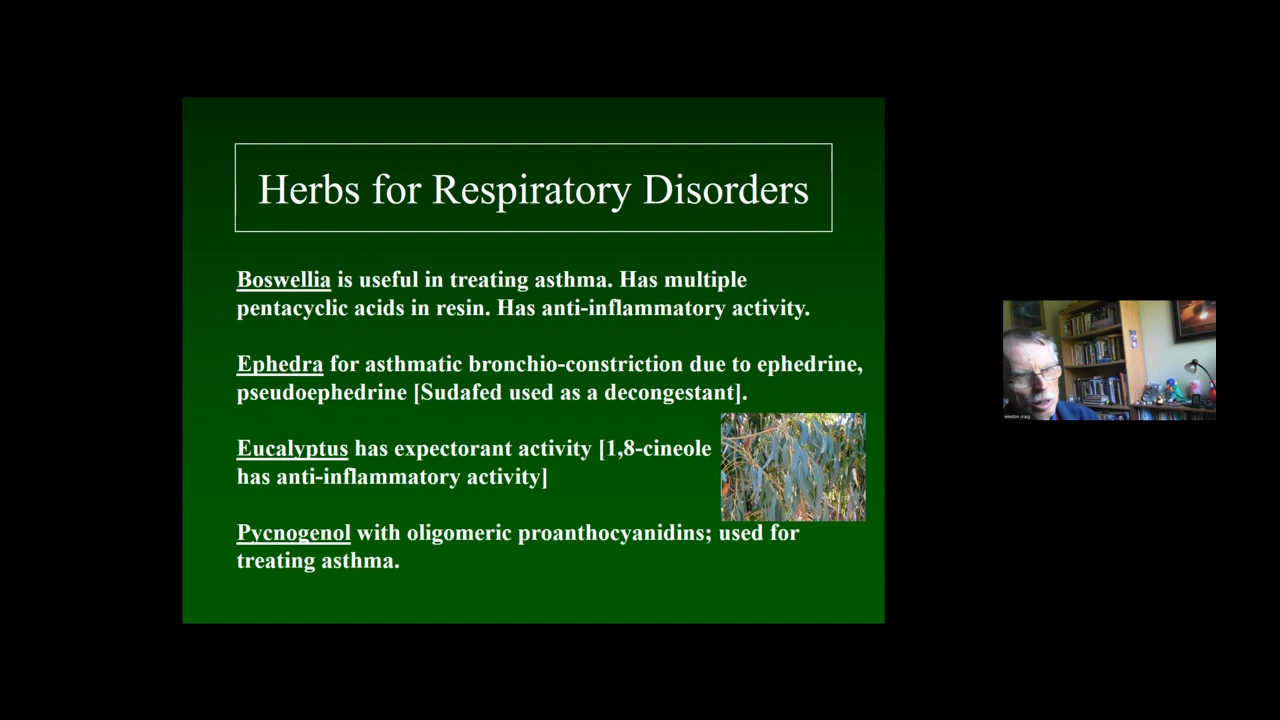 Herbs for Respiratory Disorders
Boswellia is useful in treating asthma. Has multiple
pentacyclic acids in resin. Has anti-inflammatory activity.
Ephedra for asthmatic bronchio-constriction due to ephedrine,
pseudoephedrine [Sudafed used as a decongestant].
Eucalyptus has expectorant activity [1,8-cineole
has anti-inflammatory activity]
Pycnogenol with oligomeric proanthocyanidins; used for
treating asthma.
winston craig